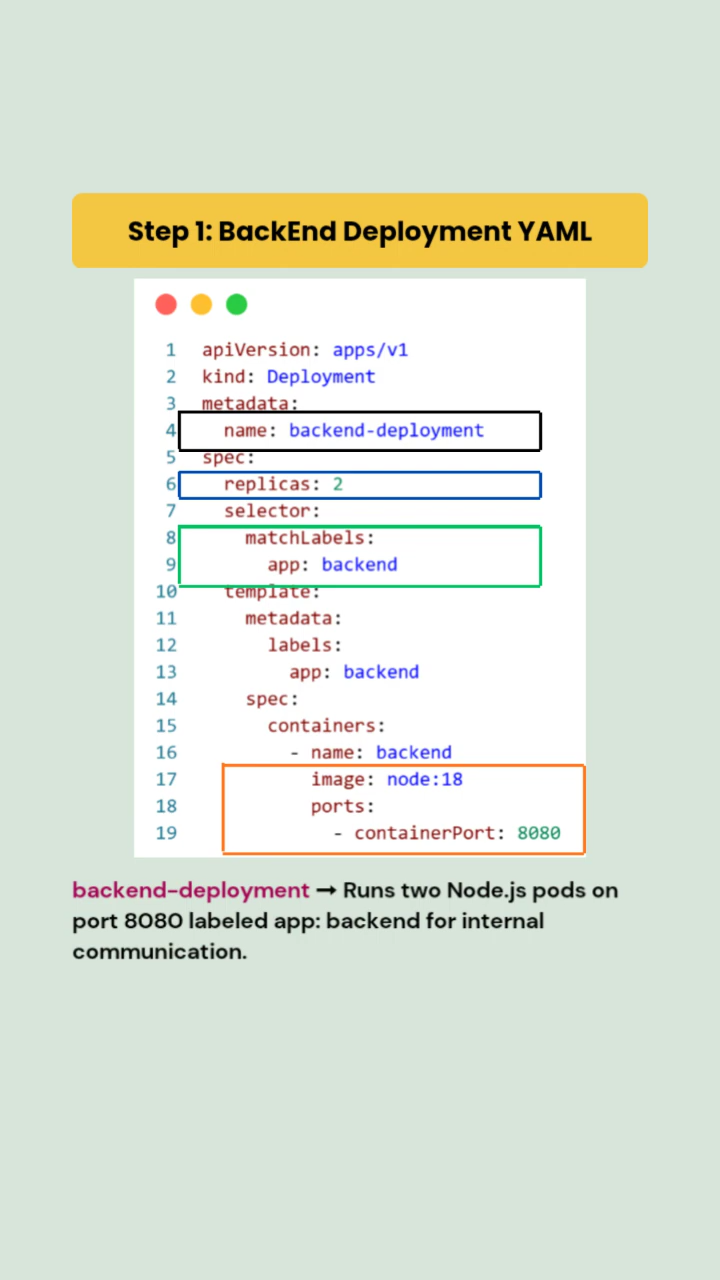 Step 1: BackEnd Deployment YAML
1 apiVersion: apps/v1
2 kind: Deployment
3 metadata:
4   name: backend-deployment
5 spec:
6   replicas: 2
7   selector:
8     matchLabels:
9       app: backend
10   template:
11     metadata:
12       labels:
13         app: backend
14     spec:
15       containers:
16         - name: backend
17           image: node:18
18           ports:
19             - containerPort: 8080
backend-deployment → Runs two Node.js pods on
port 8080 labeled app: backend for internal
communication.